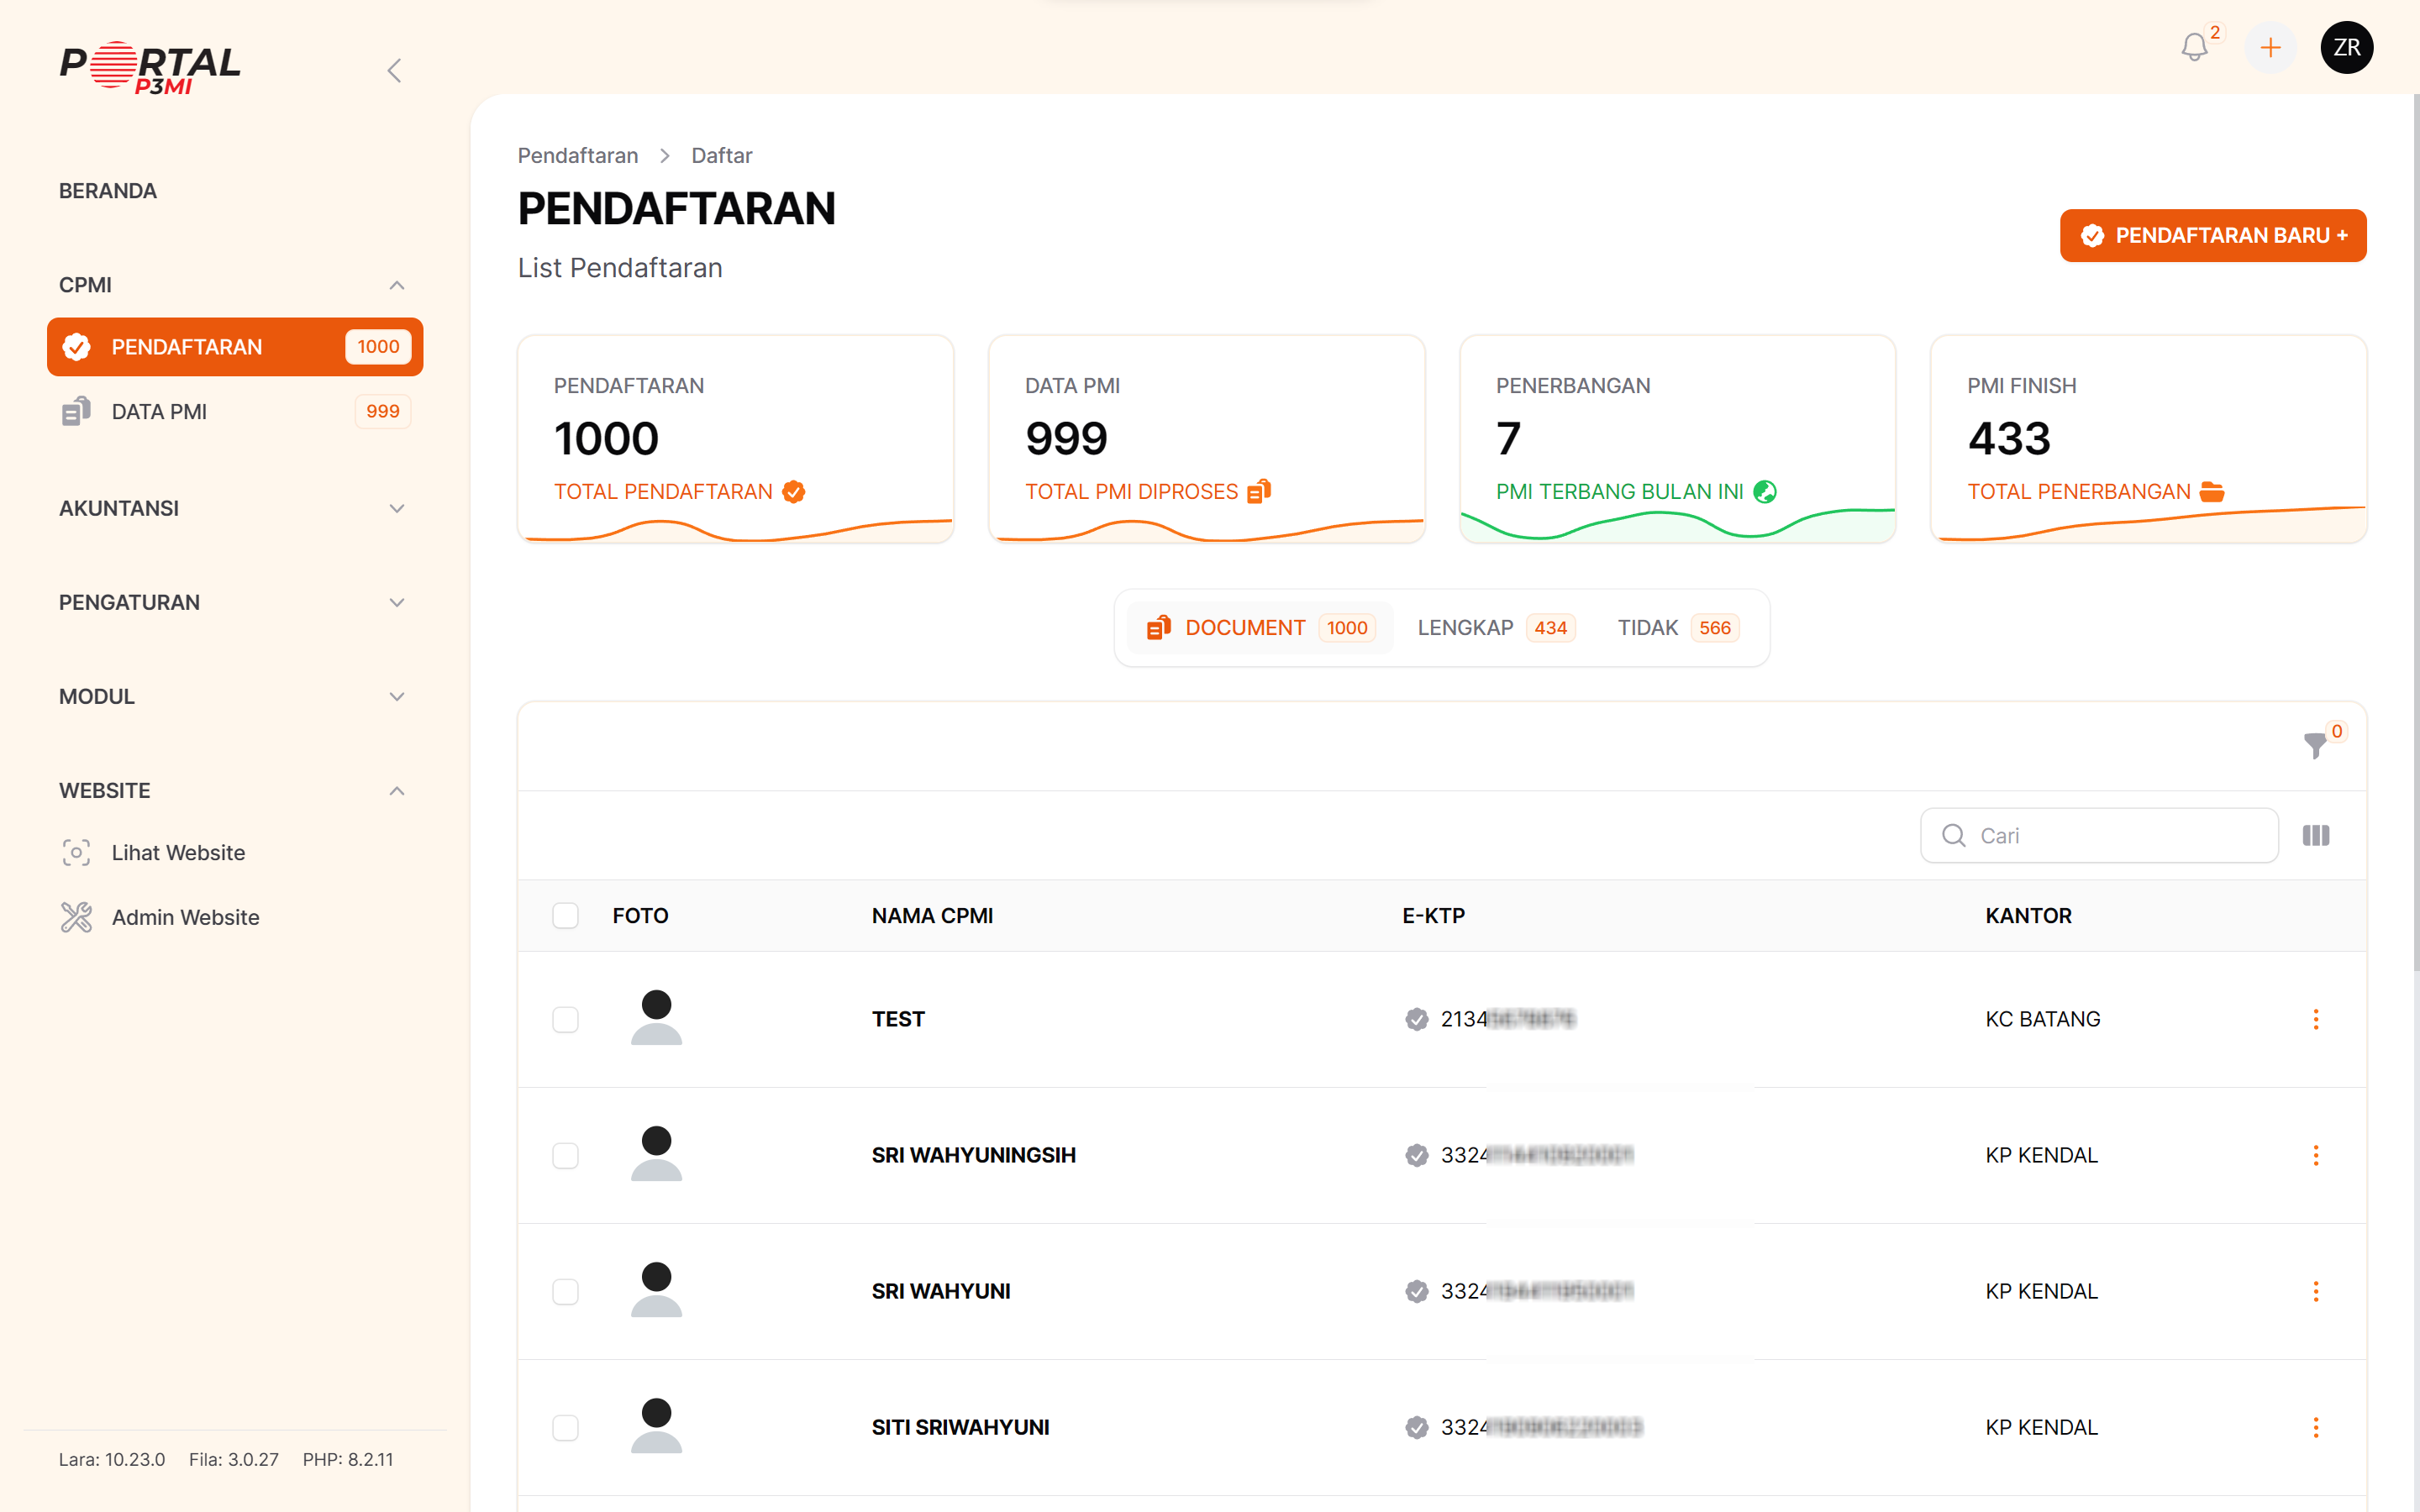 PORTAL
P3MI
2
ZR
BERANDA
CPMI
PENDAFTARAN 1000
DATA PMI 999
AKUNTANSI
PENGATURAN
MODUL
WEBSITE
Lihat Website
Admin Website
Lara: 10.23.0 Fila: 3.0.27 PHP: 8.2.11
Pendaftaran > Daftar
PENDAFTARAN
List Pendaftaran
PENDAFTARAN BARU +
PENDAFTARAN
1000
TOTAL PENDAFTARAN
DATA PMI
999
TOTAL PMI DIPROSES
PENERBANGAN
7
PMI TERBANG BULAN INI
PMI FINISH
433
TOTAL PENERBANGAN
DOCUMENT 1000 LENGKAP 434 TIDAK 566
0
Cari
FOTO NAMA CPMI E-KTP KANTOR
TEST 2134 KC BATANG
SRI WAHYUNINGSIH 3324 KP KENDAL
SRI WAHYUNI 3324 KP KENDAL
SITI SRIWAHYUNI 3324 KP KENDAL